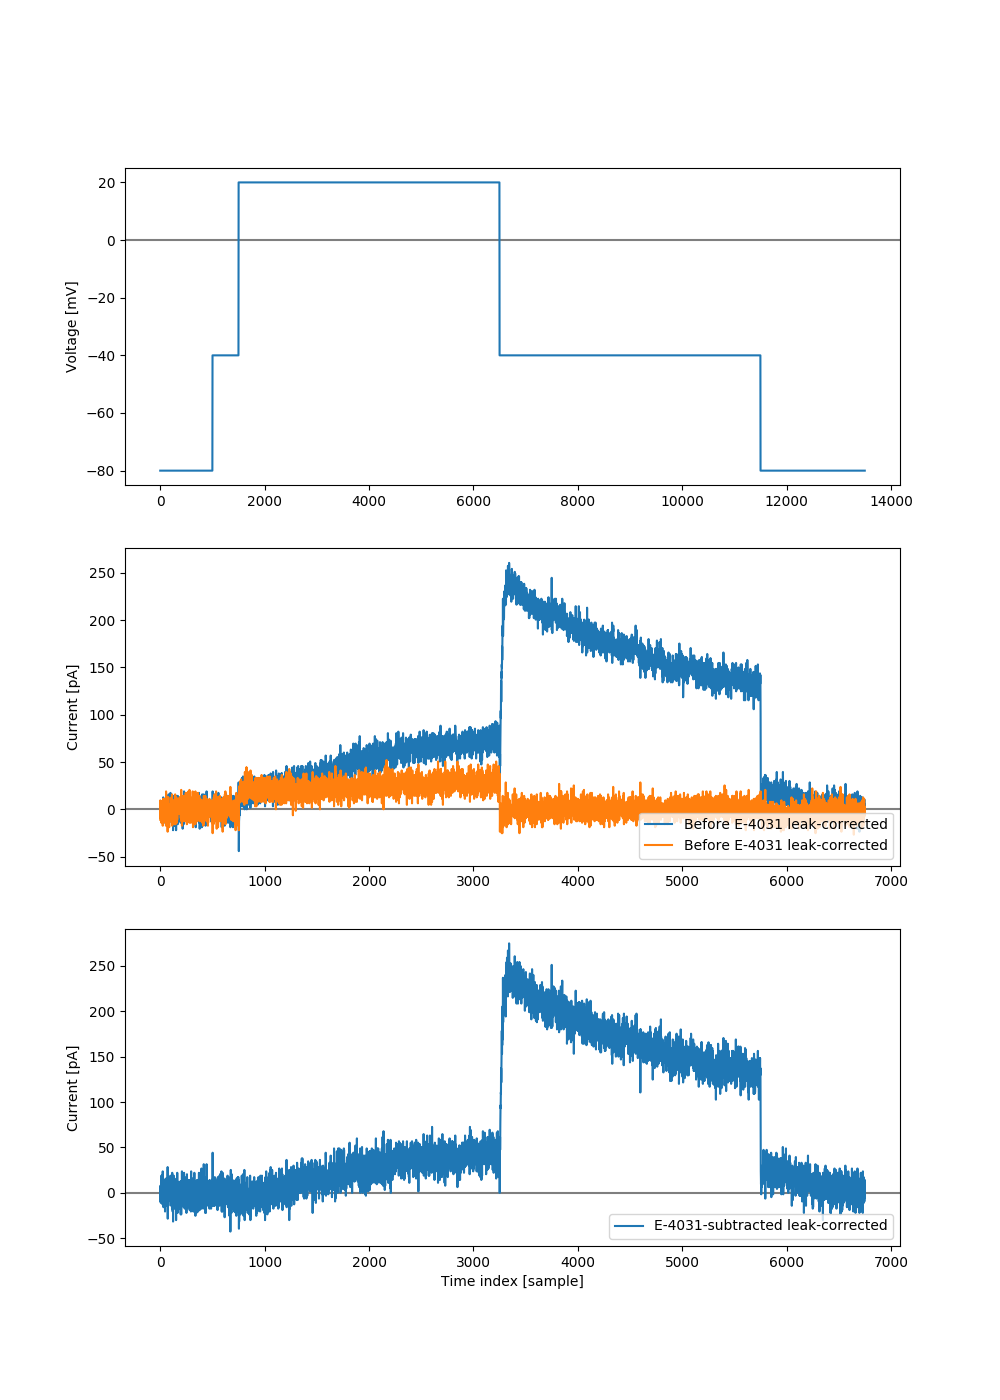 20
0
−20
−40
−60
−80
Voltage [mV]
0 2000 4000 6000 8000 10000 12000 14000
250
200
150
100
50
0
−50
Current [pA]
Before E-4031 leak-corrected
Before E-4031 leak-corrected
0 1000 2000 3000 4000 5000 6000 7000
250
200
150
100
50
0
−50
Current [pA]
E-4031-subtracted leak-corrected
0 1000 2000 3000 4000 5000 6000 7000
Time index [sample]